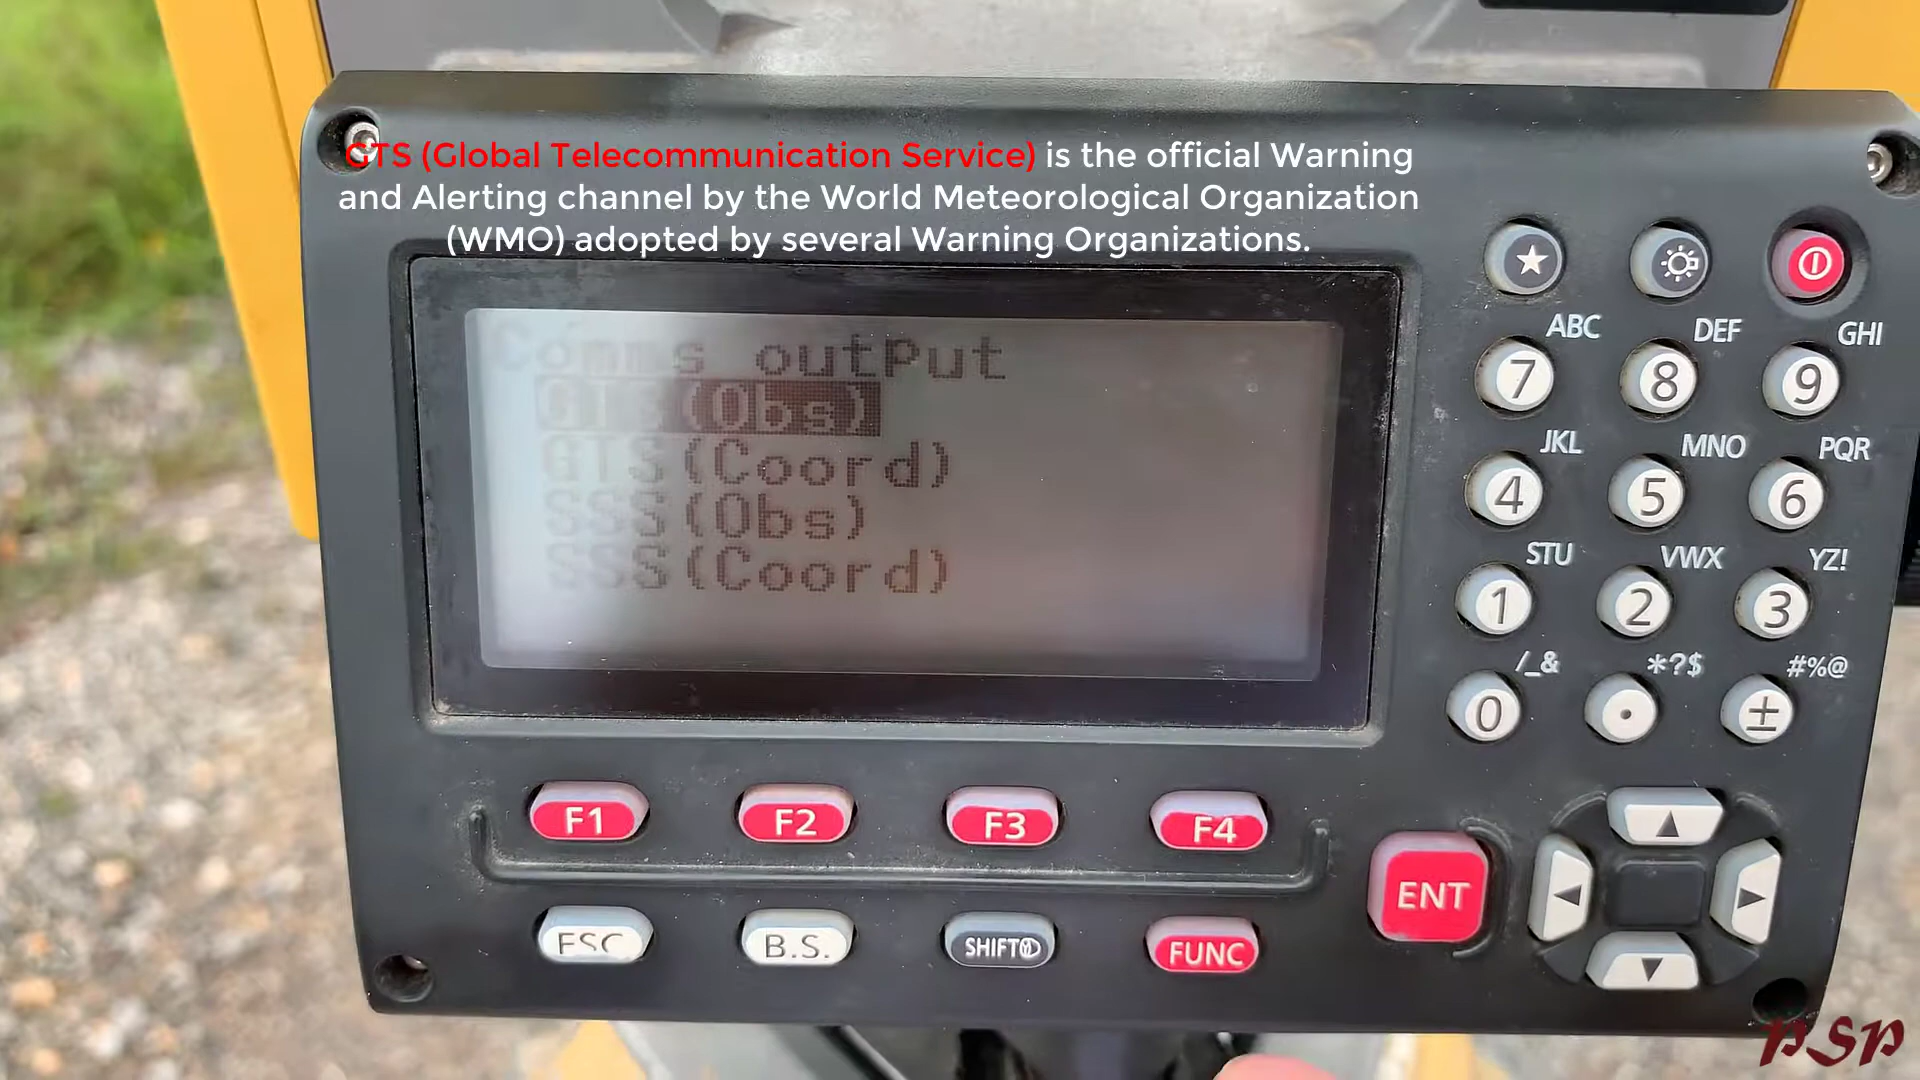 GTS (Global Telecommunication Service) is the official Warning
and Alerting channel by the World Meteorological Organization
(WMO) adopted by several Warning Organizations.
Comms outPut
GTS(Obs)
GTS(Coord)
SSS(Obs)
SSS(Coord)
ABC DEF GHI
7 8 9
JKL MNO PQR
4 5 6
STU VWX YZ!
1 2 3
/_& *?$ #%@
0 . ±
F1 F2 F3 F4
ENT
ESC B.S. SHIFT FUNC
PSP